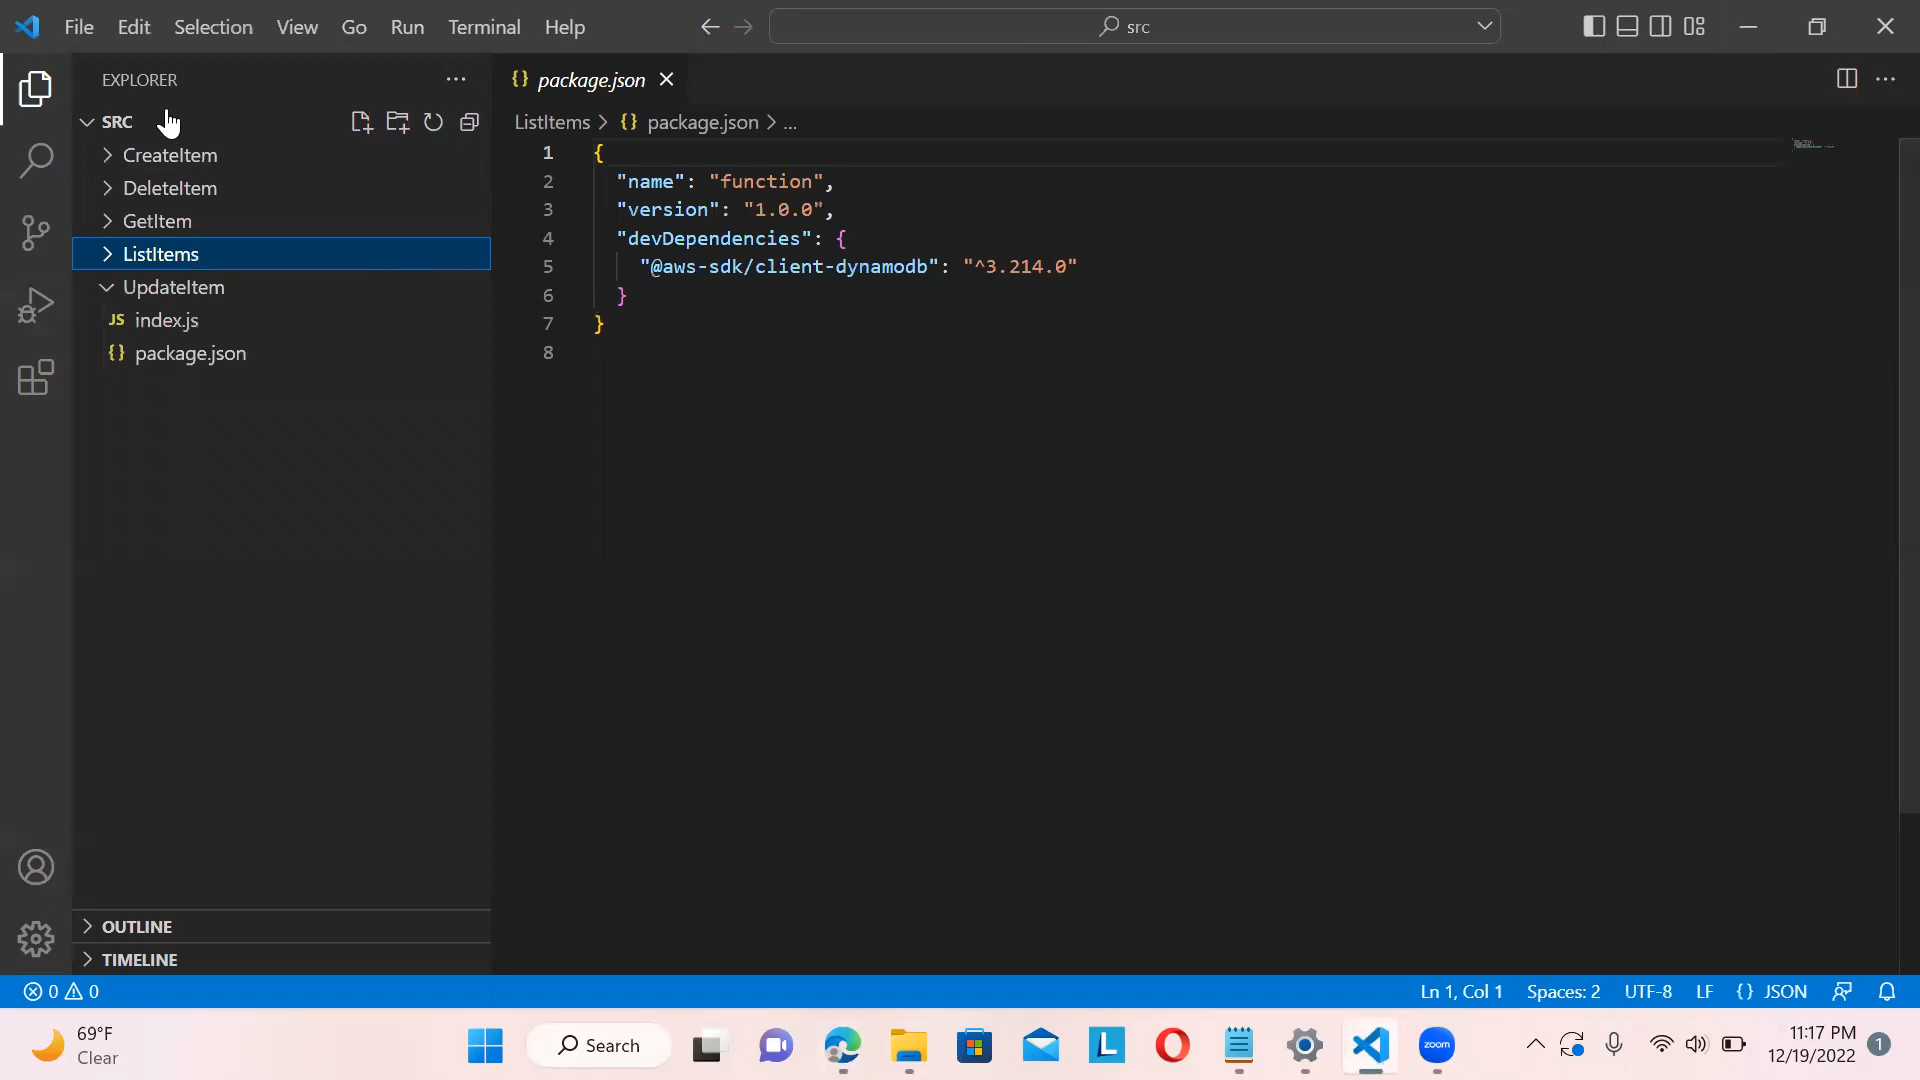 File Edit Selection View Go Run Terminal Help
src
EXPLORER
SRC
CreateItem
DeleteItem
GetItem
ListItems
UpdateItem
JS index.js
{} package.json
OUTLINE
TIMELINE
{} package.json
ListItems > {} package.json > ...
1 {
2 "name": "function",
3 "version": "1.0.0",
4 "devDependencies": {
5 "@aws-sdk/client-dynamodb": "^3.214.0"
6 }
7 }
8
0 0
Ln 1, Col 1 Spaces: 2 UTF-8 LF {} JSON
69°F
Clear
Search
L
zoom
11:17 PM
12/19/2022
1